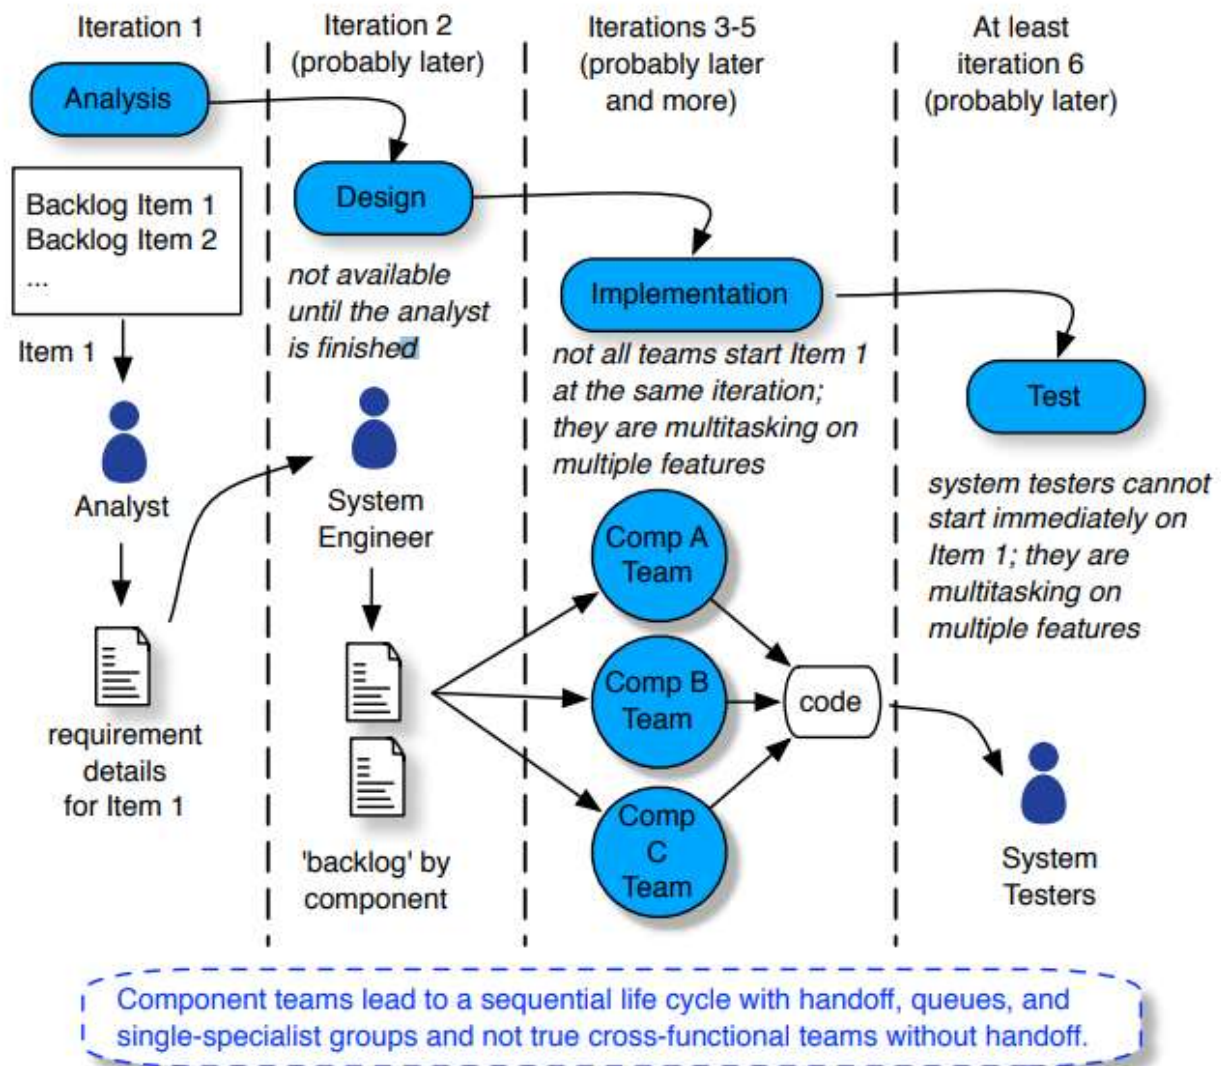 Iteration 1
Analysis
Backlog Item 1
Backlog Item 2
...
Item 1
Analyst
requirement
details
for Item 1
Iteration 2
(probably later)
Design
not available
until the analyst
is finished
System
Engineer
'backlog' by
component
Iterations 3-5
(probably later
and more)
Implementation
not all teams start Item 1
at the same iteration;
they are multitasking on
multiple features
Comp A
Team
Comp B
Team
Comp
C
Team
code
At least
iteration 6
(probably later)
Test
system testers cannot
start immediately on
Item 1; they are
multitasking on
multiple features
System
Testers
Component teams lead to a sequential life cycle with handoff, queues, and
single-specialist groups and not true cross-functional teams without handoff.